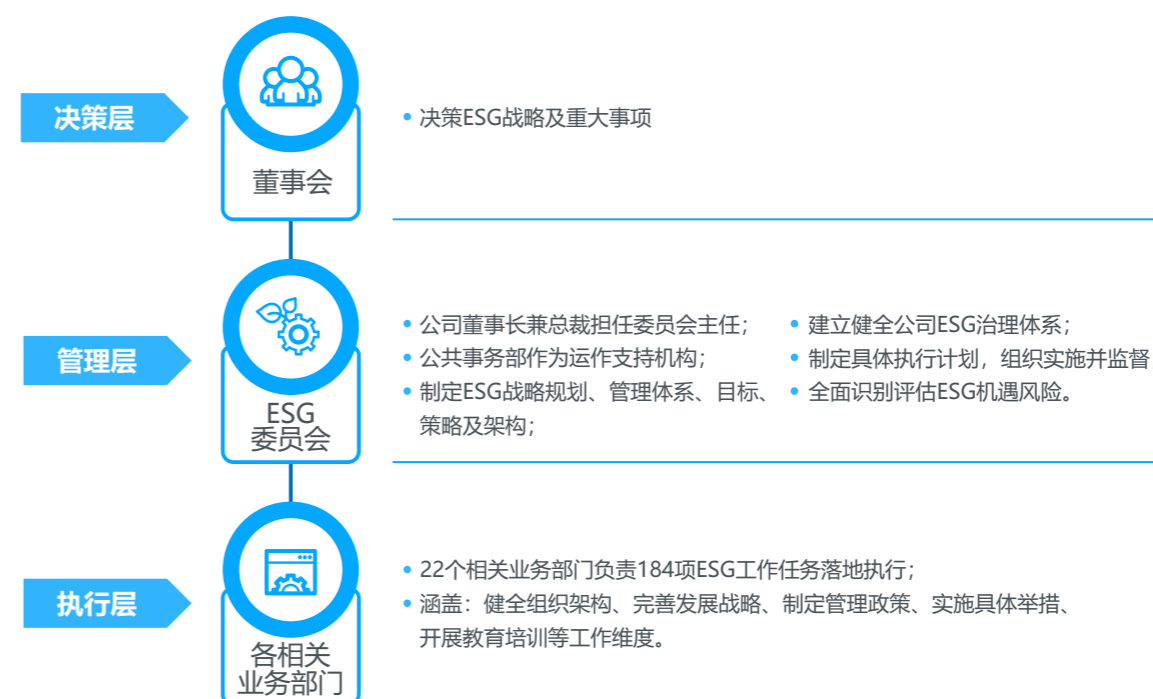 决策层
董事会
• 决策ESG战略及重大事项
管理层
ESG
委员会
• 公司董事长兼总裁担任委员会主任；
• 公共事务部作为运作支持机构；
• 制定ESG战略规划、管理体系、目标、
策略及架构；
• 建立健全公司ESG治理体系；
• 制定具体执行计划，组织实施并监督
• 全面识别评估ESG机遇风险。
执行层
各相关
业务部门
• 22个相关业务部门负责184项ESG工作任务落地执行；
• 涵盖：健全组织架构、完善发展战略、制定管理政策、实施具体举措、
开展教育培训等工作维度。